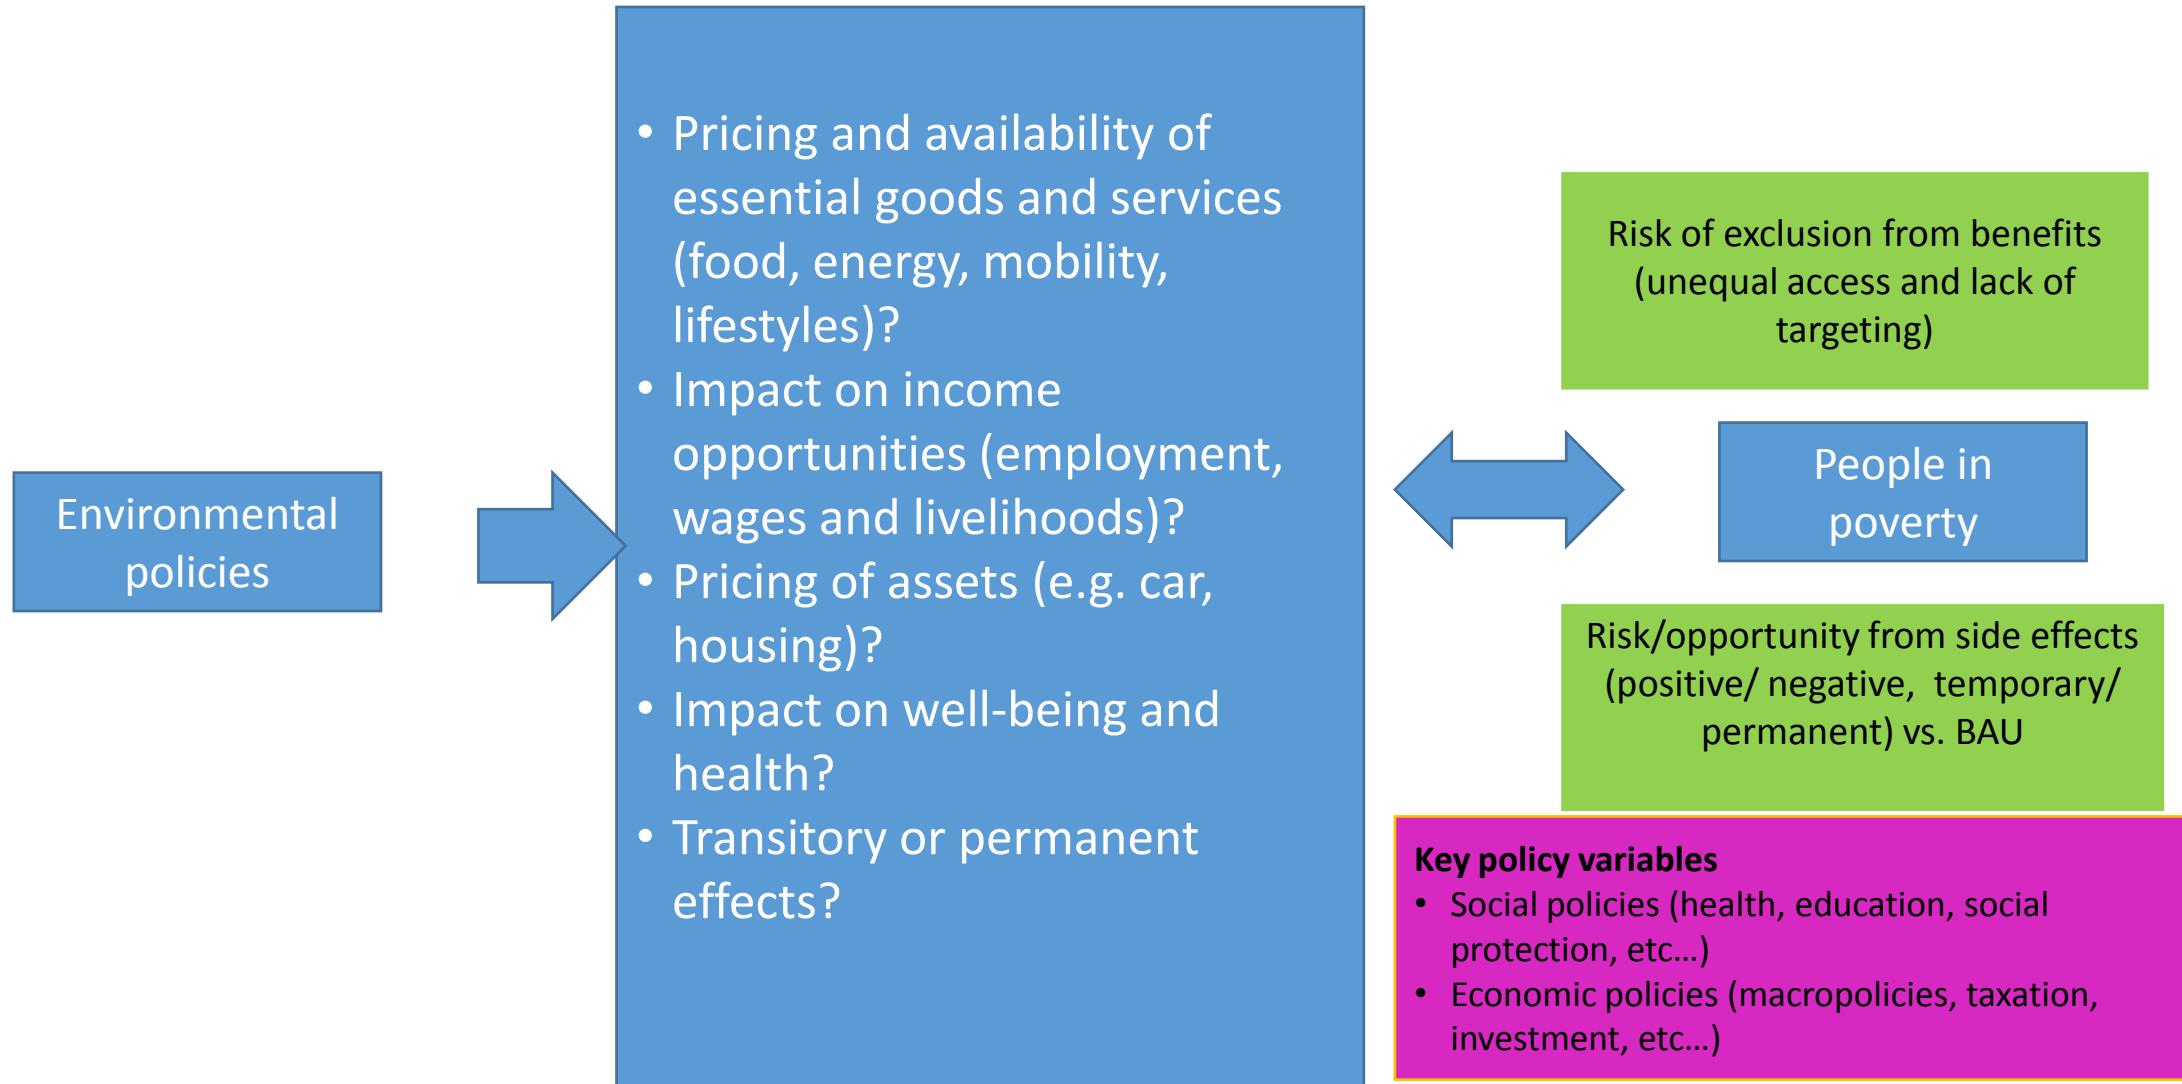 Environmental
policies
• Pricing and availability of
essential goods and services
(food, energy, mobility,
lifestyles)?
• Impact on income
opportunities (employment,
wages and livelihoods)?
• Pricing of assets (e.g. car,
housing)?
• Impact on well-being and
health?
• Transitory or permanent
effects?
Risk of exclusion from benefits
(unequal access and lack of
targeting)
People in
poverty
Risk/opportunity from side effects
(positive/ negative, temporary/
permanent) vs. BAU
Key policy variables
• Social policies (health, education, social
protection, etc…)
• Economic policies (macropolicies, taxation,
investment, etc…)